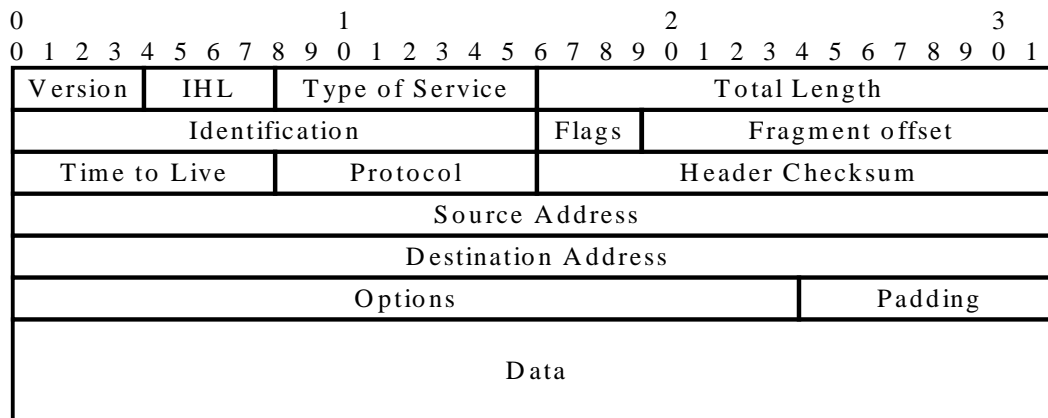 0 1 2 3
0 1 2 3 4 5 6 7 8 9 0 1 2 3 4 5 6 7 8 9 0 1 2 3 4 5 6 7 8 9 0 1
Version IHL Type of Service Total Length
Identification Flags Fragment offset
Time to Live Protocol Header Checksum
Source Address
Destination Address
Options Padding
Data